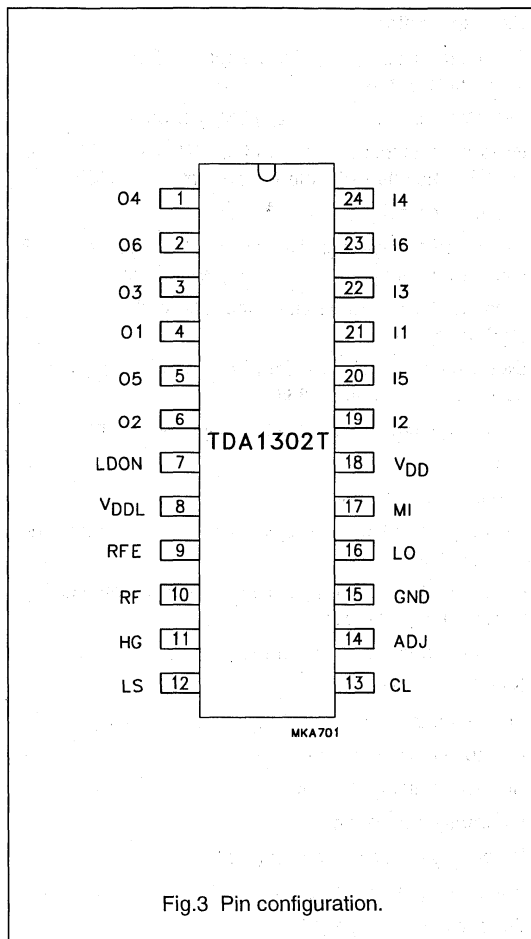 O4 1 24 I4
O6 2 23 I6
O3 3 22 I3
O1 4 21 I1
O5 5 20 I5
O2 6 19 I2
TDA1302T
LDON 7 18 VDD
VDDL 8 17 MI
RFE 9 16 LO
RF 10 15 GND
HG 11 14 ADJ
LS 12 13 CL
MKA701
Fig.3 Pin configuration.